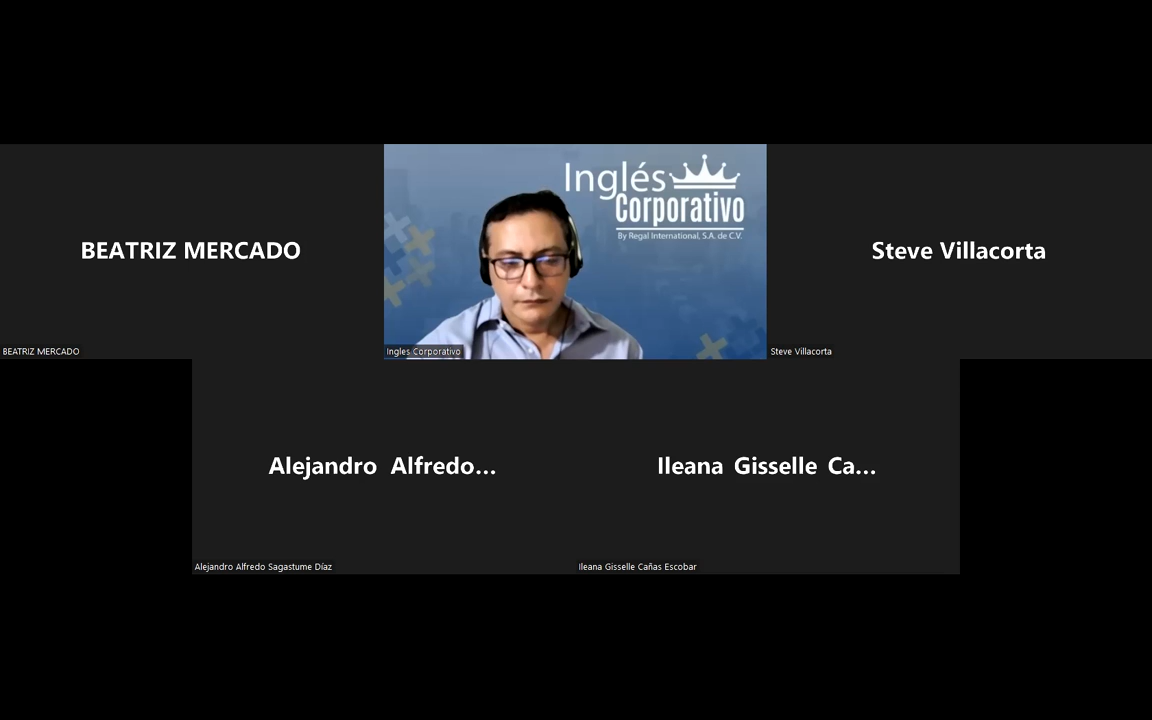 BEATRIZ MERCADO
BEATRIZ MERCADO
Inglés
Corporativo
By Regal International, S.A. de C.V.
Ingles Corporativo
Steve Villacorta
Steve Villacorta
Alejandro Alfredo...
Alejandro Alfredo Sagastume Díaz
Ileana Gisselle Ca...
Ileana Gisselle Cañas Escobar